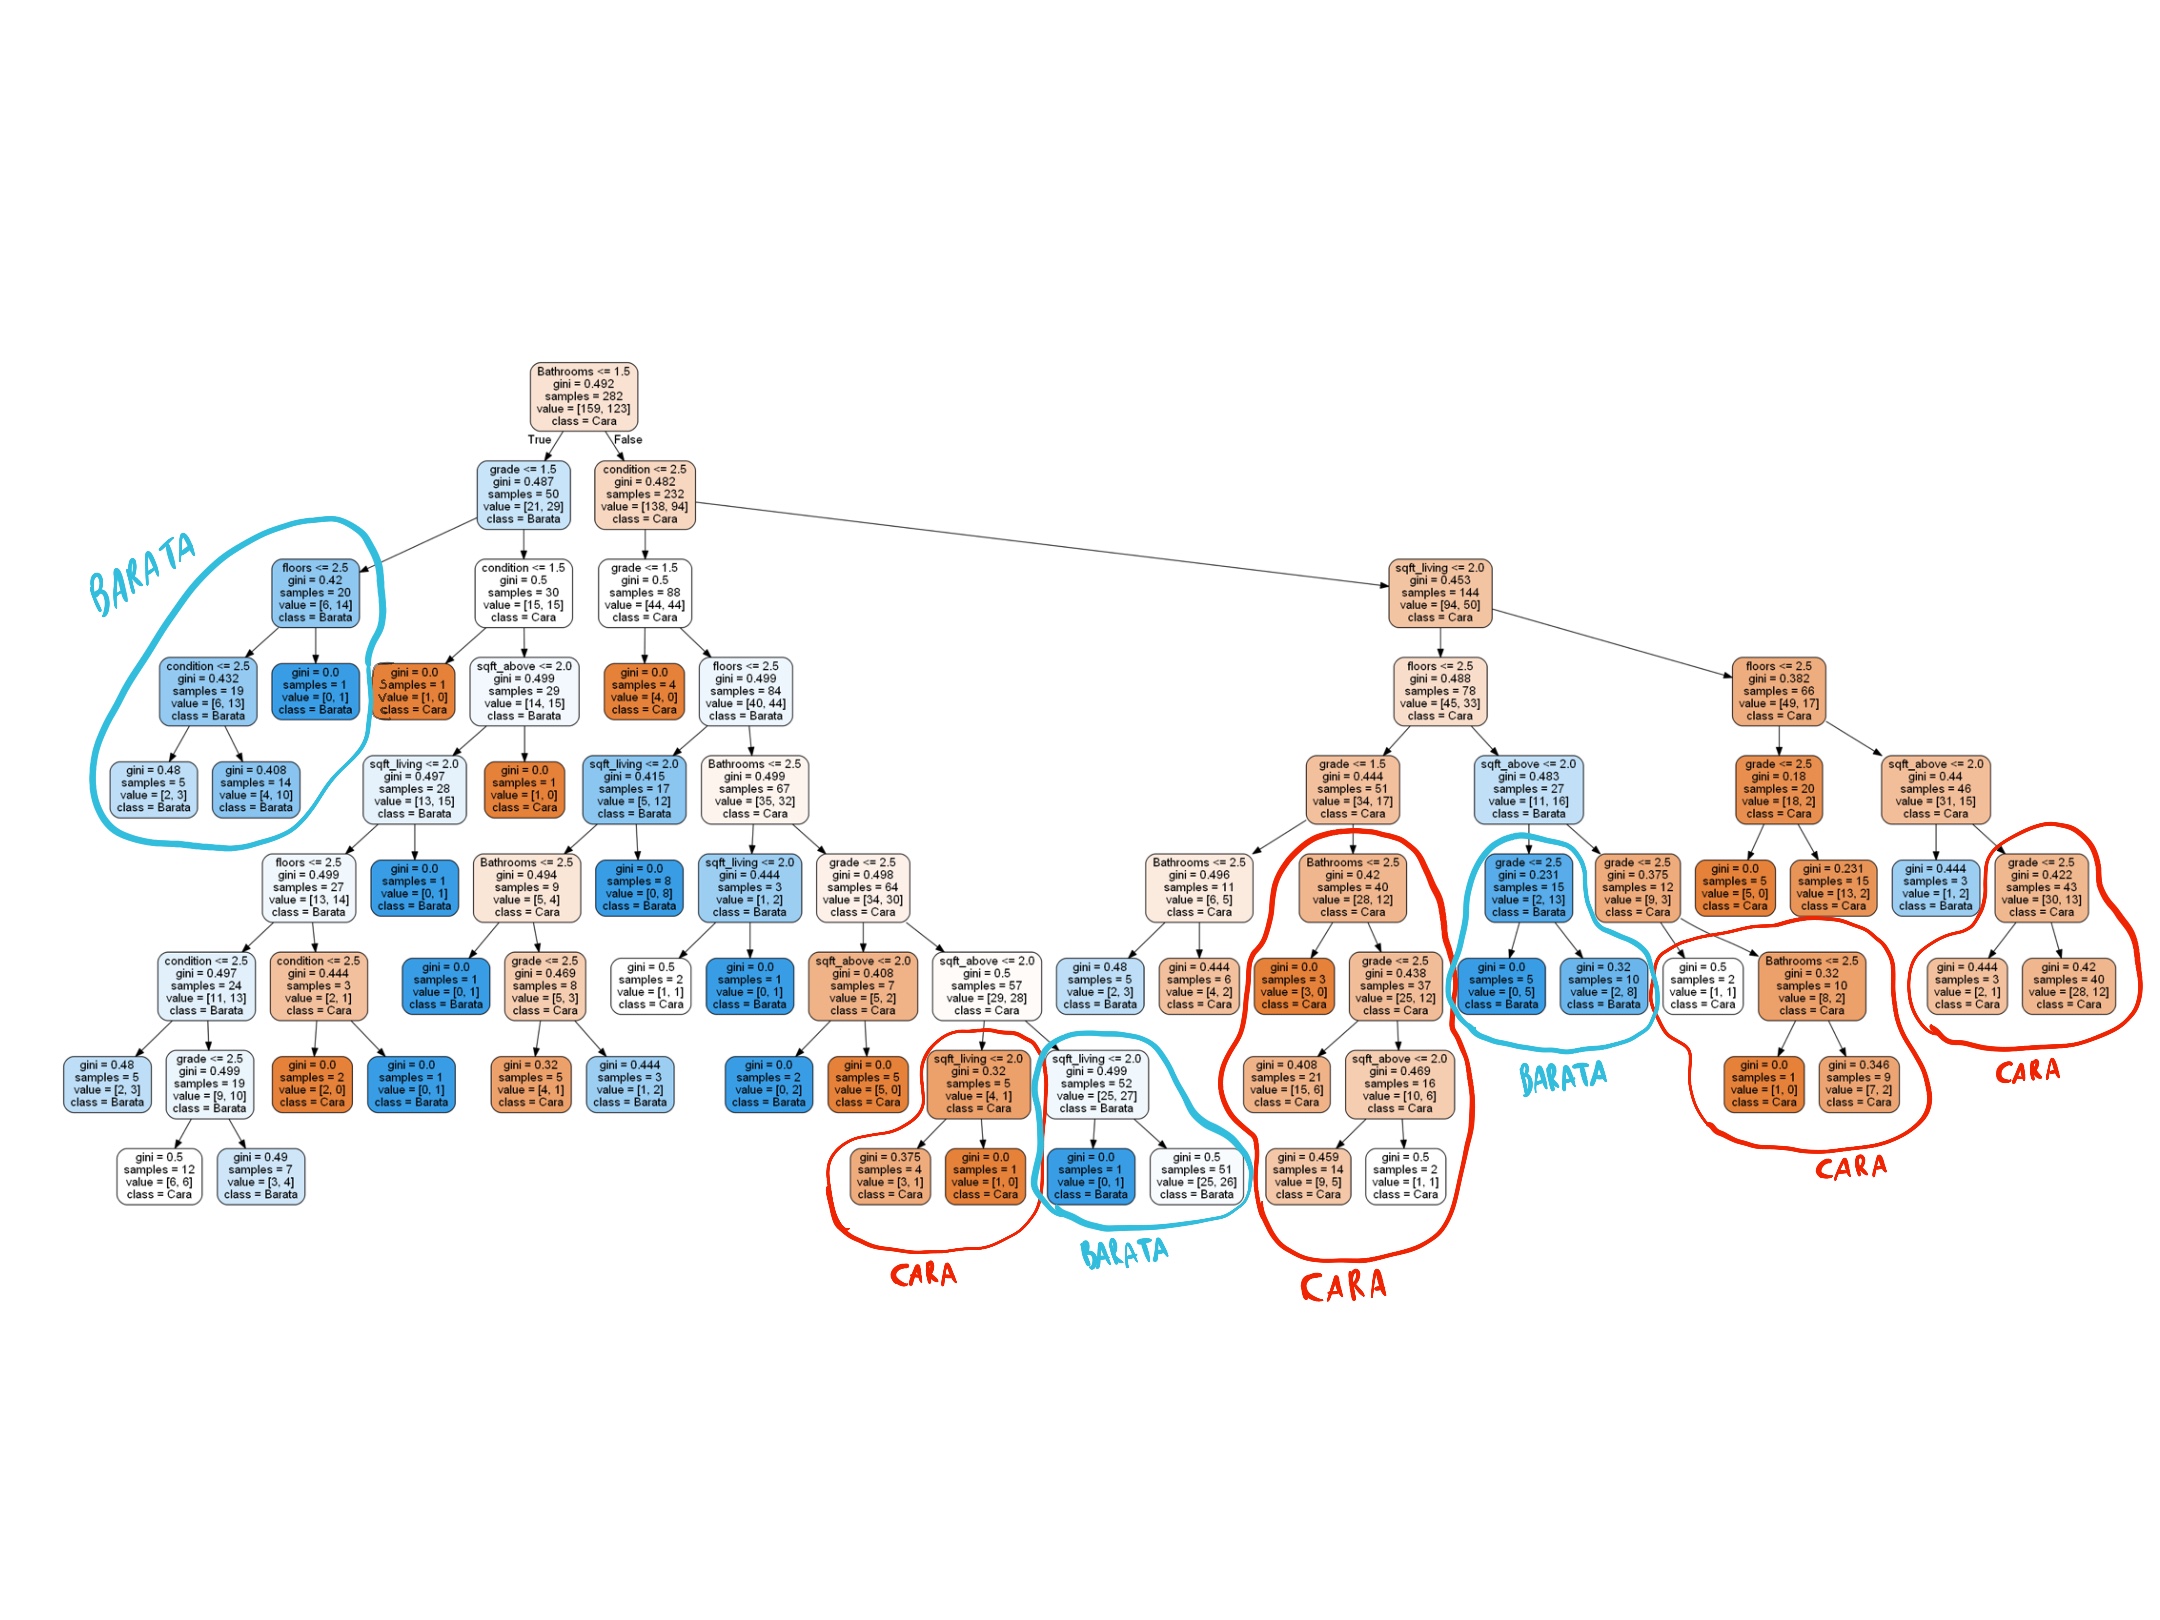 Bathrooms <= 1.5
gini = 0.492
samples = 282
value = [159, 123]
class = Cara
True
False
grade <= 1.5
gini = 0.487
samples = 50
value = [21, 29]
class = Barata
condition <= 2.5
gini = 0.482
samples = 232
value = [138, 94]
class = Cara
BARATA
floors <= 2.5
gini = 0.42
samples = 20
value = [6, 14]
class = Barata
condition <= 1.5
gini = 0.5
samples = 30
value = [15, 15]
class = Cara
grade <= 1.5
gini = 0.5
samples = 88
value = [44, 44]
class = Cara
sqft_living <= 2.0
gini = 0.453
samples = 144
value = [94, 50]
class = Cara
condition <= 2.5
gini = 0.432
samples = 19
value = [6, 13]
class = Barata
gini = 0.0
samples = 1
value = [0, 1]
class = Barata
gini = 0.0
samples = 1
value = [1, 0]
class = Cara
sqft_above <= 2.0
gini = 0.499
samples = 29
value = [14, 15]
class = Barata
gini = 0.0
samples = 4
value = [4, 0]
class = Cara
floors <= 2.5
gini = 0.499
samples = 84
value = [40, 44]
class = Barata
floors <= 2.5
gini = 0.488
samples = 78
value = [45, 33]
class = Cara
floors <= 2.5
gini = 0.382
samples = 66
value = [49, 17]
class = Cara
gini = 0.48
samples = 5
value = [2, 3]
class = Barata
gini = 0.408
samples = 14
value = [4, 10]
class = Barata
sqft_living <= 2.0
gini = 0.497
samples = 28
value = [13, 15]
class = Barata
gini = 0.0
samples = 1
value = [1, 0]
class = Cara
sqft_living <= 2.0
gini = 0.415
samples = 17
value = [5, 12]
class = Barata
Bathrooms <= 2.5
gini = 0.499
samples = 67
value = [35, 32]
class = Cara
grade <= 1.5
gini = 0.444
samples = 51
value = [34, 17]
class = Cara
sqft_above <= 2.0
gini = 0.483
samples = 27
value = [11, 16]
class = Barata
grade <= 2.5
gini = 0.18
samples = 20
value = [18, 2]
class = Cara
sqft_above <= 2.0
gini = 0.44
samples = 46
value = [31, 15]
class = Cara
floors <= 2.5
gini = 0.499
samples = 27
value = [13, 14]
class = Barata
gini = 0.0
samples = 1
value = [0, 1]
class = Barata
Bathrooms <= 2.5
gini = 0.494
samples = 9
value = [5, 4]
class = Cara
gini = 0.0
samples = 8
value = [0, 8]
class = Barata
sqft_living <= 2.0
gini = 0.444
samples = 3
value = [1, 2]
class = Barata
grade <= 2.5
gini = 0.498
samples = 64
value = [34, 30]
class = Cara
Bathrooms <= 2.5
gini = 0.496
samples = 11
value = [6, 5]
class = Cara
Bathrooms <= 2.5
gini = 0.42
samples = 40
value = [28, 12]
class = Cara
grade <= 2.5
gini = 0.231
samples = 15
value = [2, 13]
class = Barata
grade <= 2.5
gini = 0.375
samples = 12
value = [9, 3]
class = Cara
gini = 0.0
samples = 5
value = [5, 0]
class = Cara
gini = 0.231
samples = 15
value = [13, 2]
class = Cara
gini = 0.444
samples = 3
value = [1, 2]
class = Barata
grade <= 2.5
gini = 0.422
samples = 43
value = [30, 13]
class = Cara
condition <= 2.5
gini = 0.497
samples = 24
value = [11, 13]
class = Barata
condition <= 2.5
gini = 0.444
samples = 3
value = [2, 1]
class = Cara
gini = 0.0
samples = 1
value = [0, 1]
class = Barata
grade <= 2.5
gini = 0.469
samples = 8
value = [5, 3]
class = Cara
gini = 0.5
samples = 2
value = [1, 1]
class = Cara
gini = 0.0
samples = 1
value = [0, 1]
class = Barata
sqft_above <= 2.0
gini = 0.408
samples = 7
value = [5, 2]
class = Cara
sqft_above <= 2.0
gini = 0.5
samples = 57
value = [29, 28]
class = Cara
gini = 0.48
samples = 5
value = [2, 3]
class = Barata
gini = 0.444
samples = 6
value = [4, 2]
class = Cara
gini = 0.0
samples = 3
value = [3, 0]
class = Cara
grade <= 2.5
gini = 0.438
samples = 37
value = [25, 12]
class = Cara
gini = 0.0
samples = 5
value = [0, 5]
class = Barata
gini = 0.32
samples = 10
value = [2, 8]
class = Barata
gini = 0.5
samples = 2
value = [1, 1]
class = Cara
Bathrooms <= 2.5
gini = 0.32
samples = 10
value = [8, 2]
class = Cara
gini = 0.444
samples = 3
value = [2, 1]
class = Cara
gini = 0.42
samples = 40
value = [28, 12]
class = Cara
gini = 0.48
samples = 5
value = [2, 3]
class = Barata
grade <= 2.5
gini = 0.499
samples = 19
value = [9, 10]
class = Barata
gini = 0.0
samples = 2
value = [2, 0]
class = Cara
gini = 0.0
samples = 1
value = [0, 1]
class = Barata
gini = 0.32
samples = 5
value = [4, 1]
class = Cara
gini = 0.444
samples = 3
value = [1, 2]
class = Barata
gini = 0.0
samples = 2
value = [0, 2]
class = Barata
gini = 0.0
samples = 5
value = [5, 0]
class = Cara
sqft_living <= 2.0
gini = 0.32
samples = 5
value = [4, 1]
class = Cara
sqft_living <= 2.0
gini = 0.499
samples = 52
value = [25, 27]
class = Barata
gini = 0.408
samples = 21
value = [15, 6]
class = Cara
sqft_above <= 2.0
gini = 0.469
samples = 16
value = [10, 6]
class = Cara
BARATA
gini = 0.0
samples = 1
value = [1, 0]
class = Cara
gini = 0.346
samples = 9
value = [7, 2]
class = Cara
CARA
gini = 0.5
samples = 12
value = [6, 6]
class = Cara
gini = 0.49
samples = 7
value = [3, 4]
class = Barata
gini = 0.375
samples = 4
value = [3, 1]
class = Cara
gini = 0.0
samples = 1
value = [1, 0]
class = Cara
gini = 0.0
samples = 1
value = [0, 1]
class = Barata
gini = 0.5
samples = 51
value = [25, 26]
class = Barata
gini = 0.459
samples = 14
value = [9, 5]
class = Cara
gini = 0.5
samples = 2
value = [1, 1]
class = Cara
CARA
CARA
BARATA
CARA